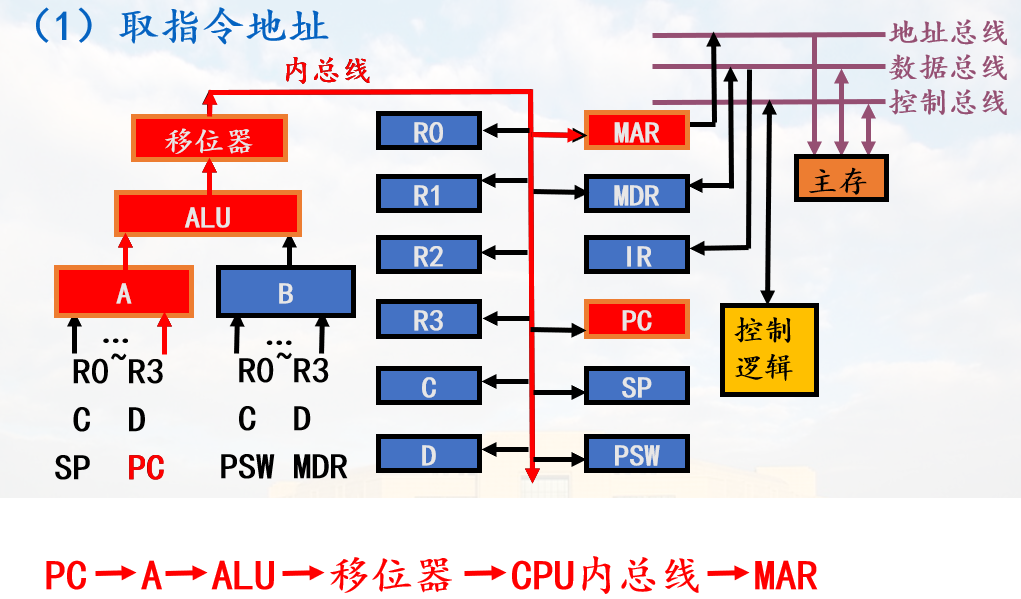 （1）取指令地址
地址总线
数据总线
控制总线
内总线
移位器
R0
MAR
主存
ALU
R1
MDR
A
B
R2
IR
R3
PC
控制
逻辑
...
...
R0~R3
R0~R3
C
SP
C D
C D
D
PSW
SP PC
PSW MDR
PC→A→ALU→移位器→CPU内总线→MAR